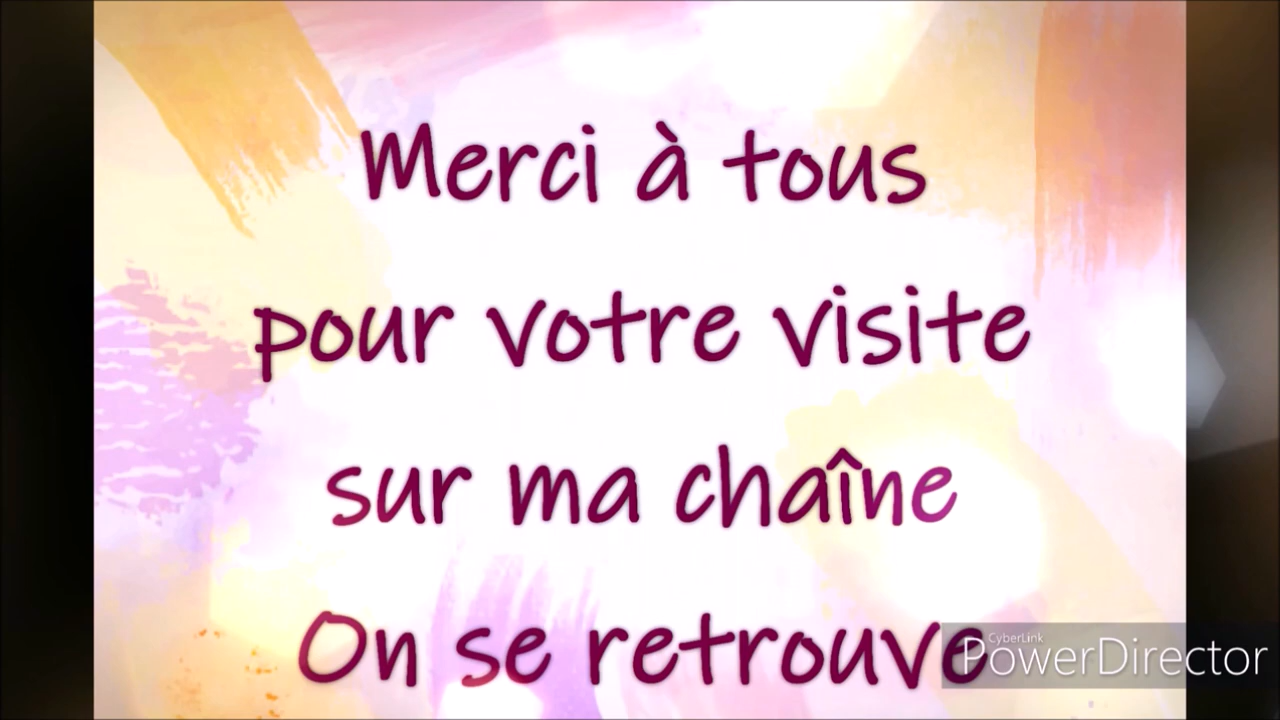 Merci à tous
pour votre visite
sur ma chaîne
On se retrouve
CyberLink
PowerDirector